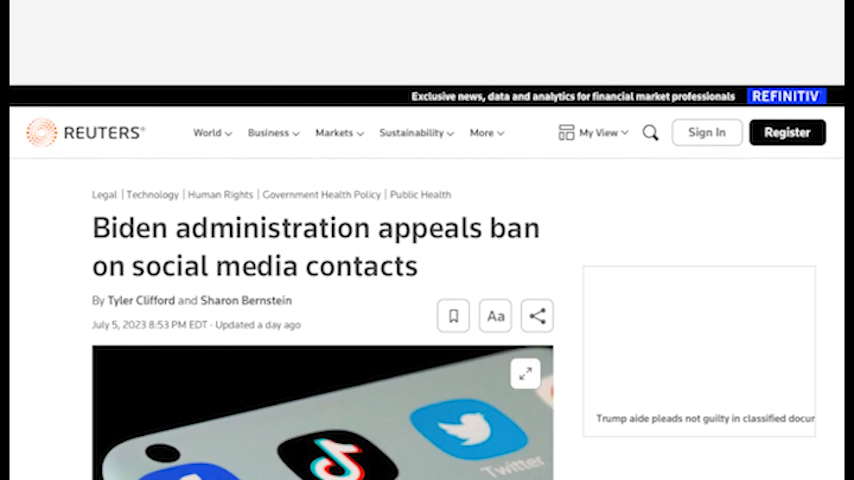 Exclusive news, data and analytics for financial market professionals REFINITIV
REUTERS® World Business Markets Sustainability More My View Sign In Register
Legal | Technology | Human Rights | Government Health Policy | Public Health
Biden administration appeals ban
on social media contacts
By Tyler Clifford and Sharon Bernstein
July 5, 2023 8:53 PM EDT · Updated a day ago
Aa
Trump aide pleads not guilty in classified docur
Twitter